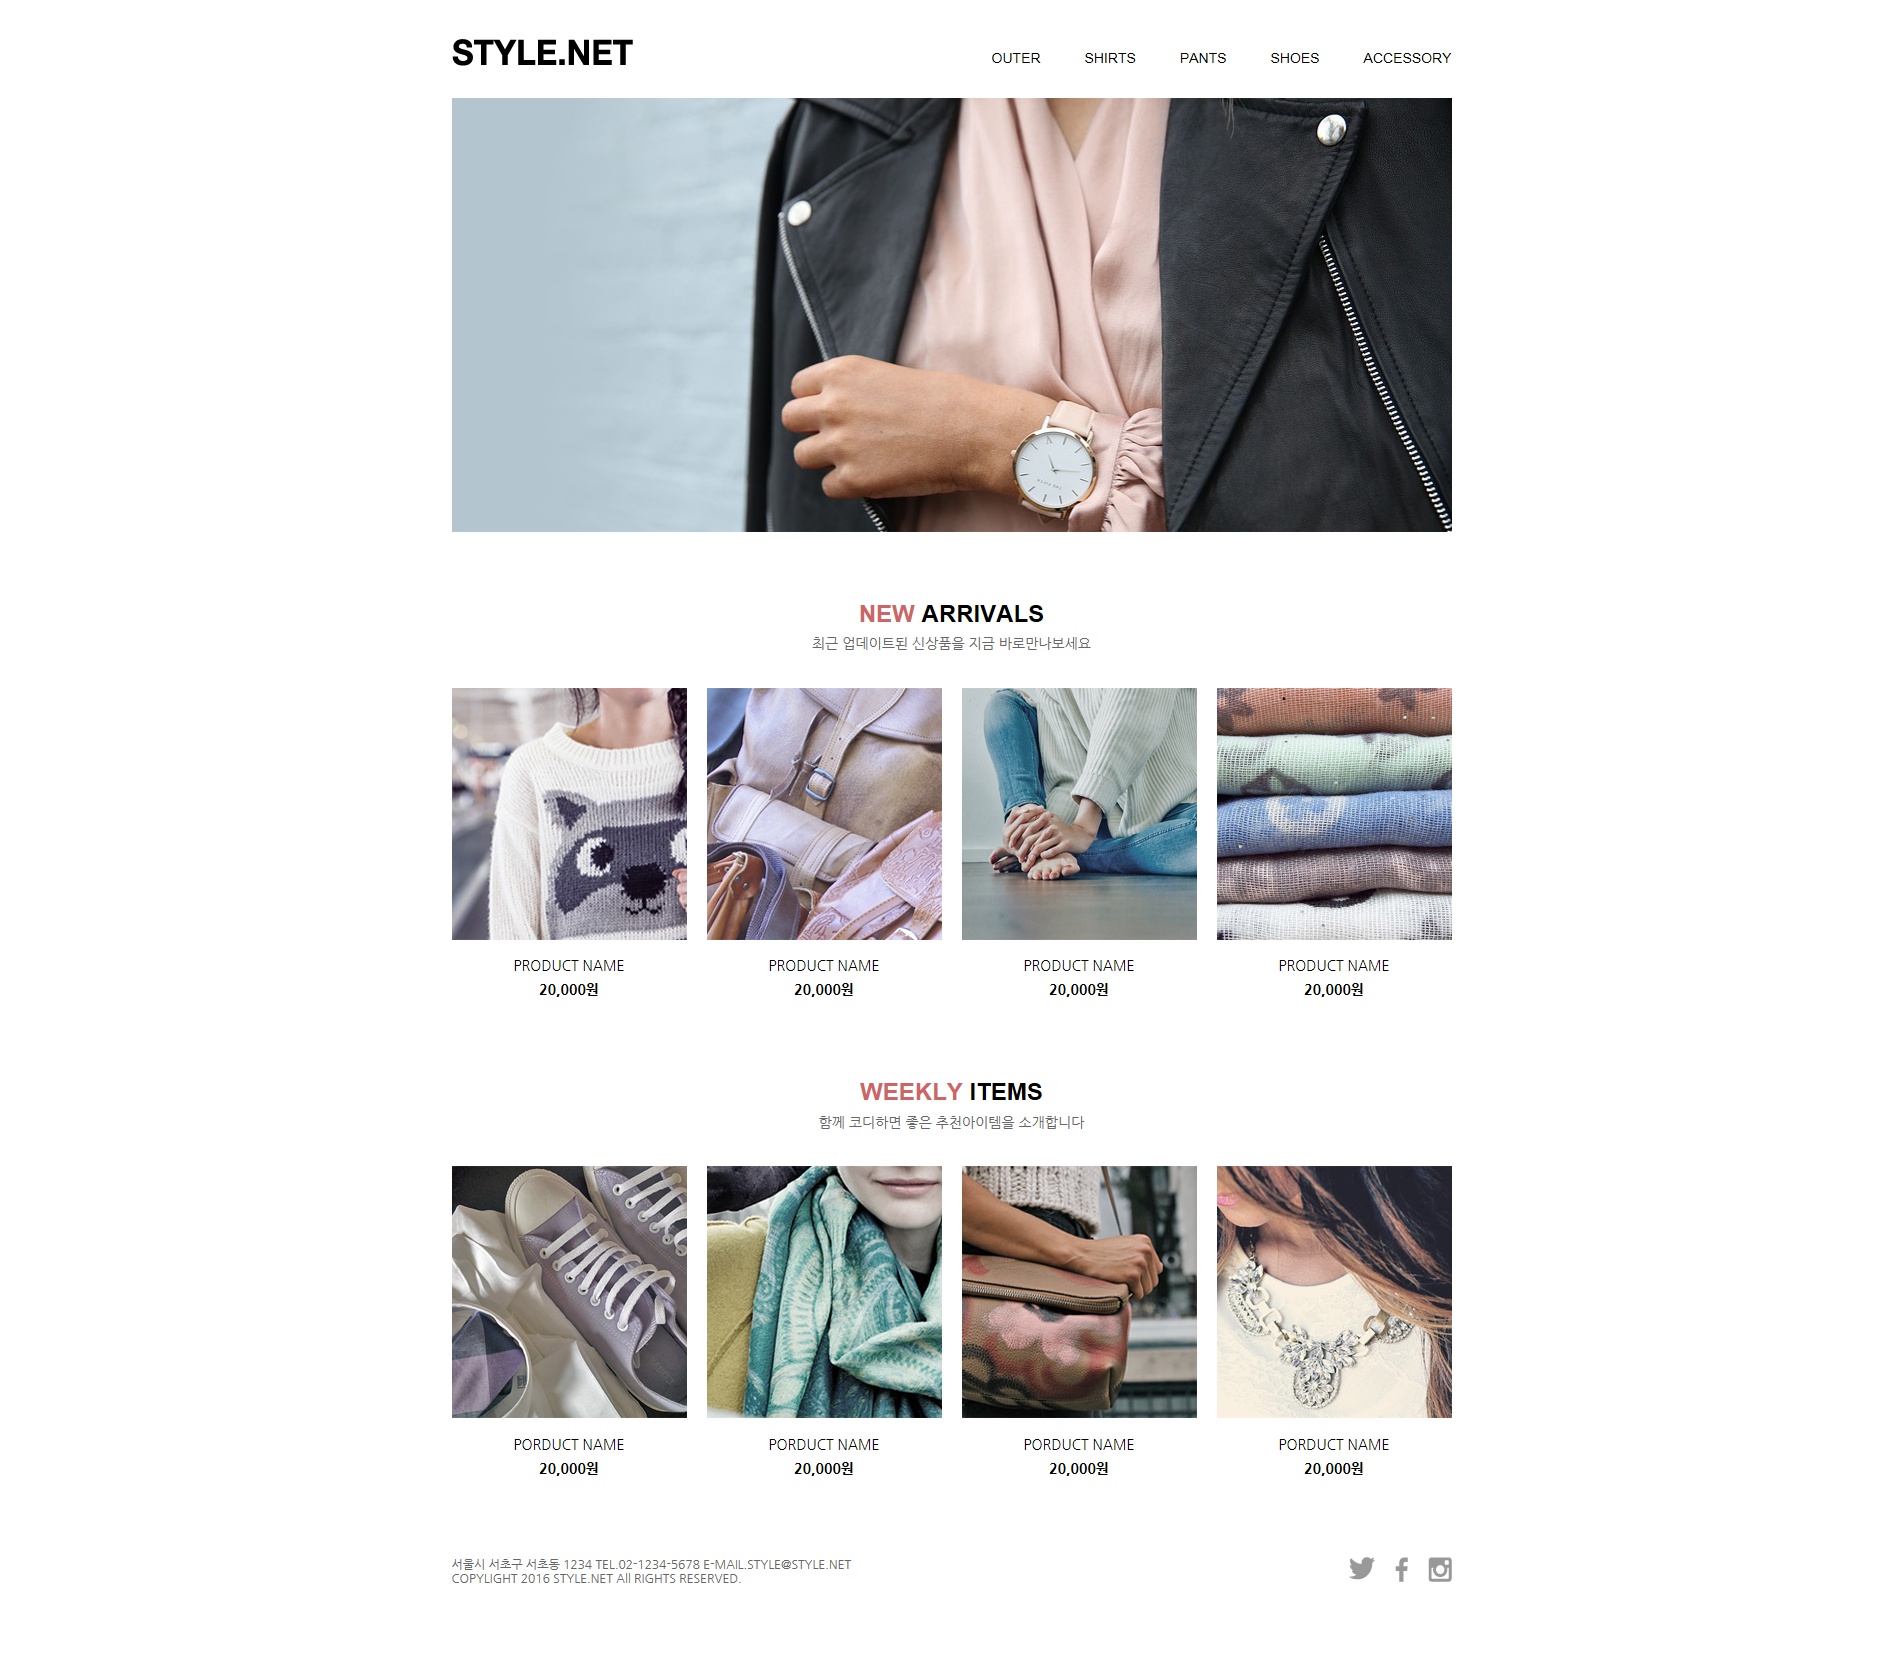 STYLE.NET
OUTER SHIRTS PANTS SHOES ACCESSORY
NEW ARRIVALS
최근 업데이트된 신상품을 지금 바로만나보세요
PRODUCT NAME PRODUCT NAME PRODUCT NAME PRODUCT NAME
20,000원 20,000원 20,000원 20,000원
WEEKLY ITEMS
함께 코디하면 좋은 추천아이템을 소개합니다
PORDUCT NAME PORDUCT NAME PORDUCT NAME PORDUCT NAME
20,000원 20,000원 20,000원 20,000원
서울시 서초구 서초동 1234 TEL.02-1234-5678 E-MAIL.STYLE@STYLE.NET
COPYLIGHT 2016 STYLE.NET All RIGHTS RESERVED.